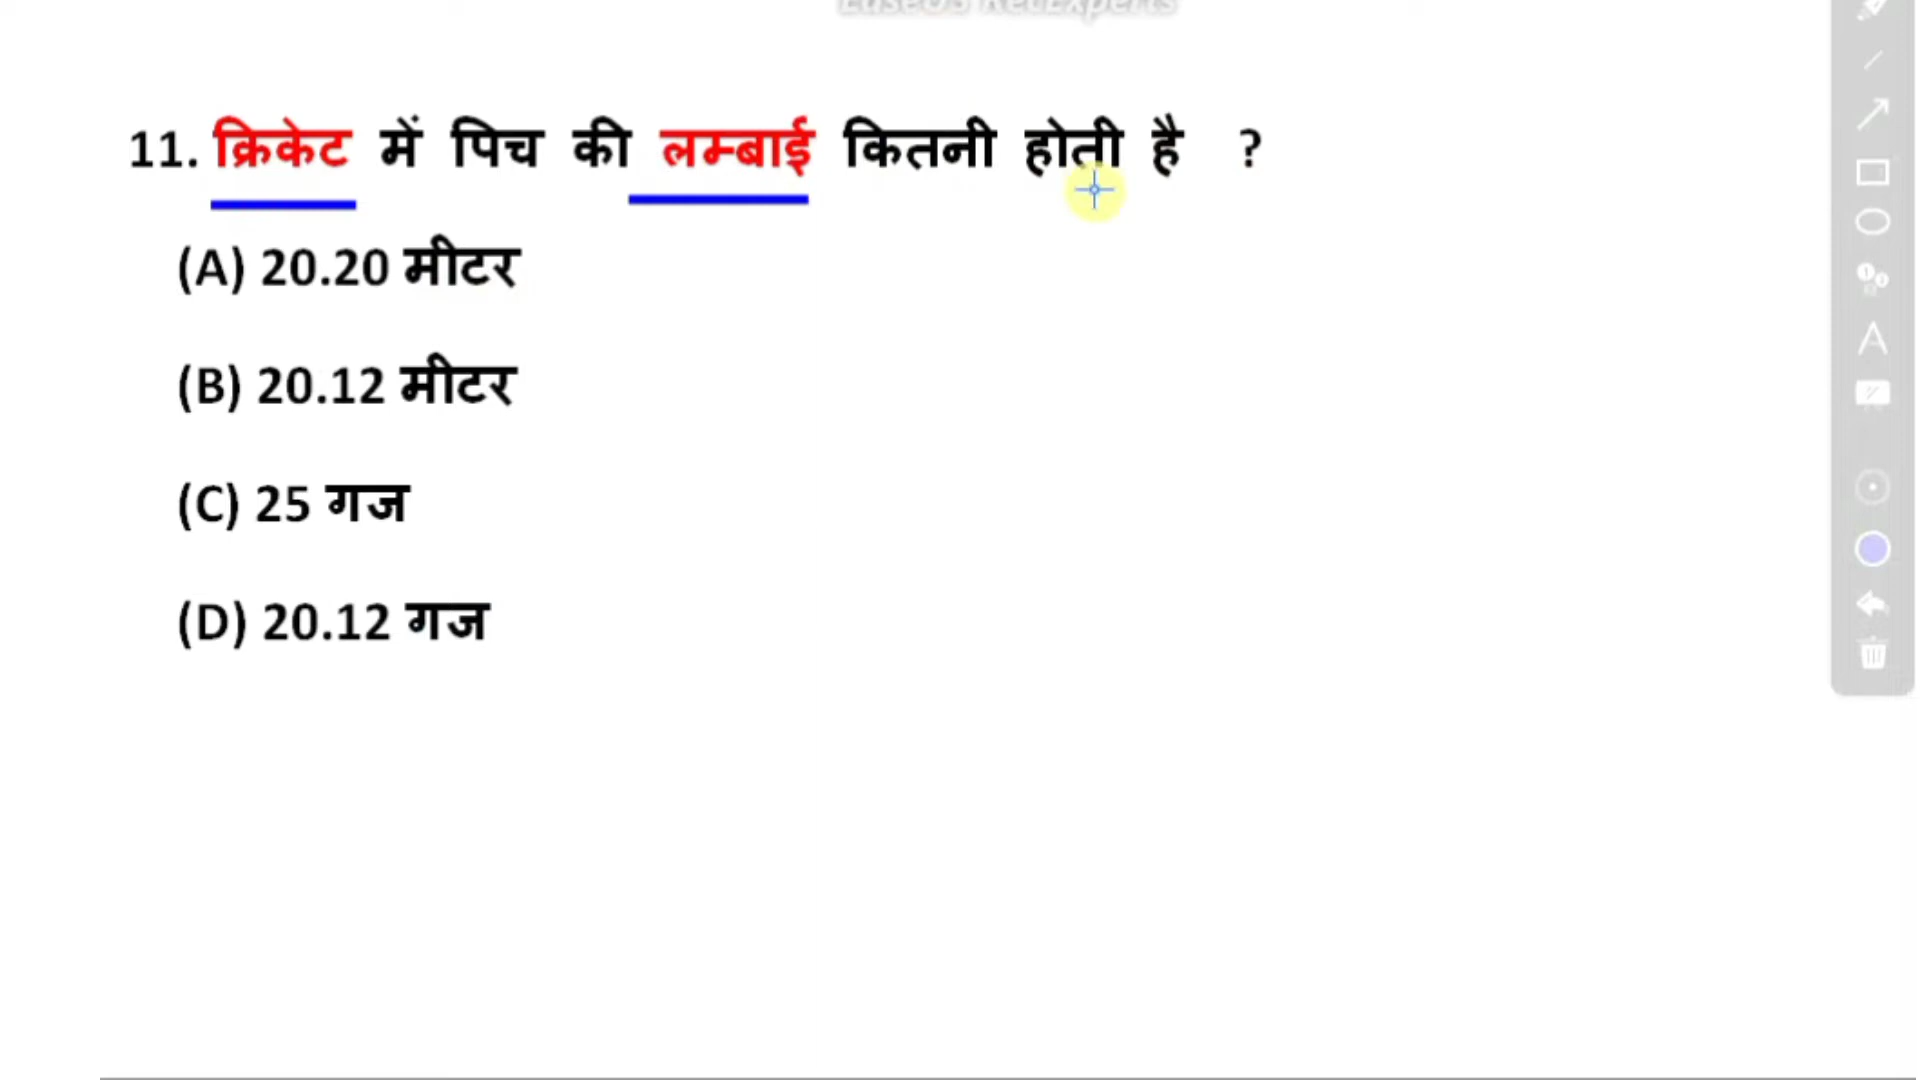 11. क्रिकेट में पिच की लम्बाई कितनी होती है ?
(A) 20.20 मीटर
(B) 20.12 मीटर
(C) 25 गज
(D) 20.12 गज